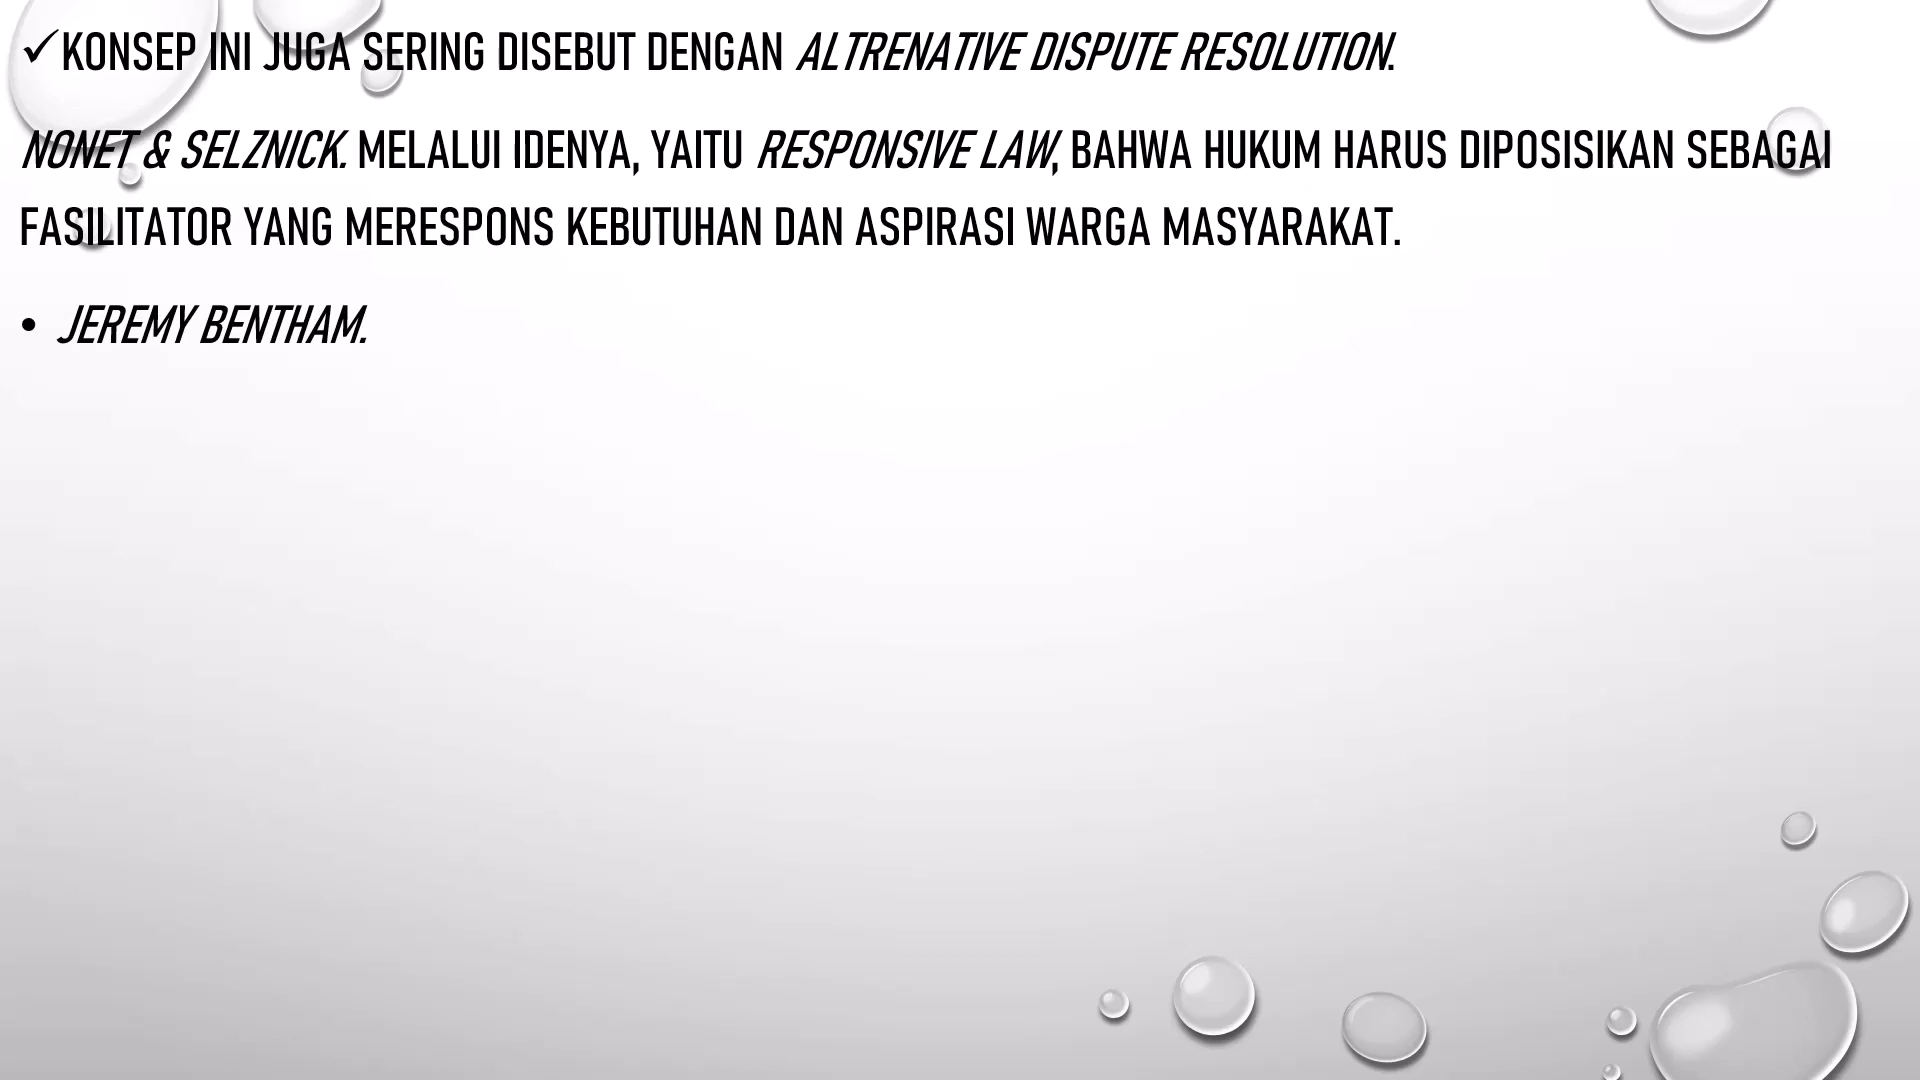 ✓KONSEP INI JUGA SERING DISEBUT DENGAN ALTRENATIVE DISPUTE RESOLUTION.
NONET & SELZNICK. MELALUI IDENYA, YAITU RESPONSIVE LAW, BAHWA HUKUM HARUS DIPOSISIKAN SEBAGAI
FASILITATOR YANG MERESPONS KEBUTUHAN DAN ASPIRASI WARGA MASYARAKAT.
• JEREMY BENTHAM.